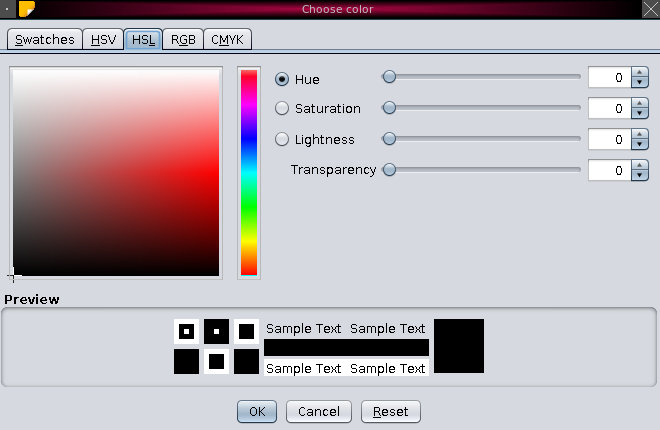 Choose color
Swatches HSV HSL RGB CMYK
Hue 0
Saturation 0
Lightness 0
Transparency 0
Preview
Sample Text Sample Text
Sample Text Sample Text
OK Cancel Reset